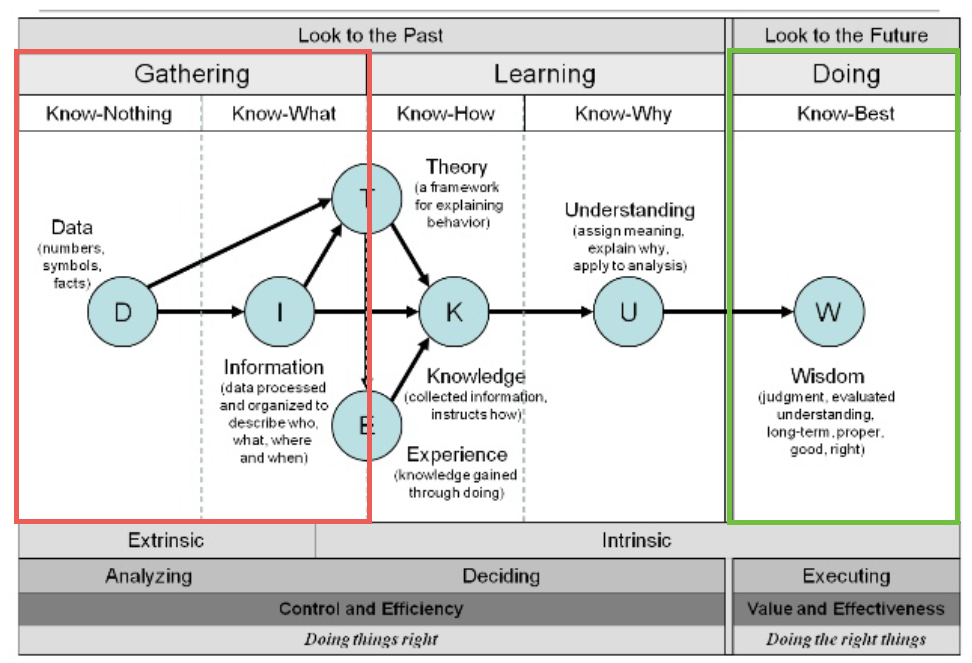 Look to the Past
Look to the Future
Gathering
Learning
Doing
Know-Nothing
Know-What
Know-How
Know-Why
Know-Best
Data
(numbers,
symbols,
facts)
D
I
Information
(data processed
and organized to
describe who,
what, where
and when)
T
Theory
(a framework
for explaining
behavior)
K
Knowledge
(collected information,
instructs how)
E
Experience
(knowledge gained
through doing)
Understanding
(assign meaning,
explain why,
apply to analysis)
U
W
Wisdom
(judgment, evaluated
understanding,
long-term, proper,
good, right)
Extrinsic
Intrinsic
Analyzing
Deciding
Executing
Control and Efficiency
Value and Effectiveness
Doing things right
Doing the right things